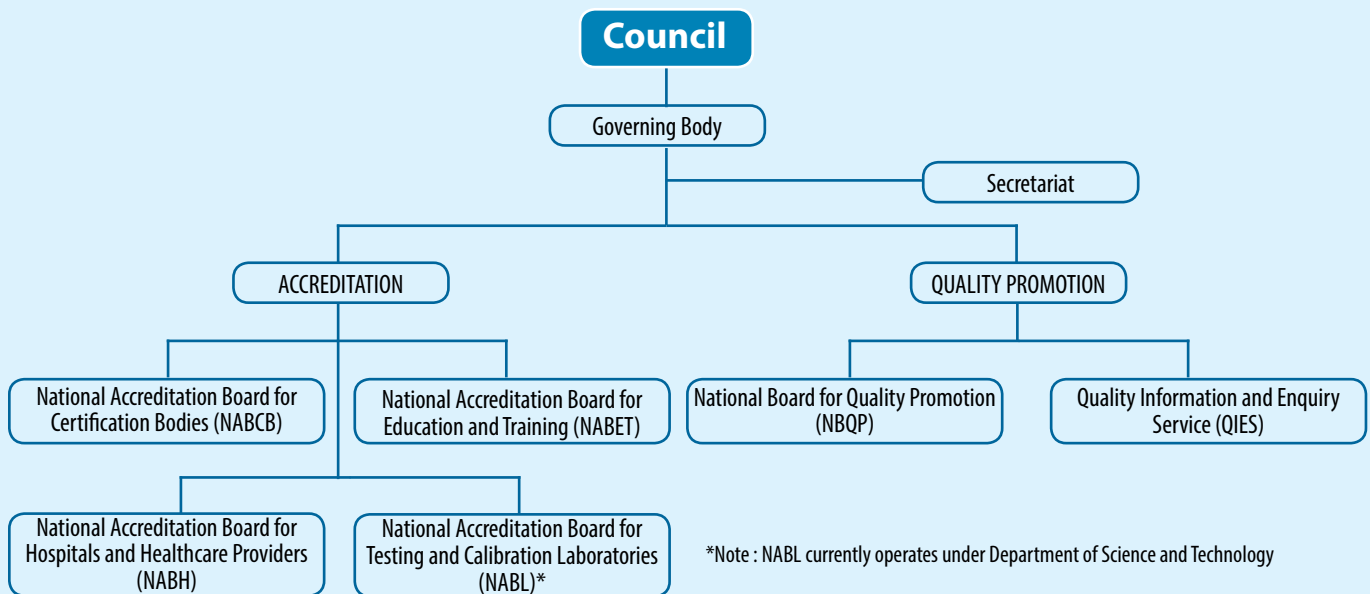 Council
Governing Body
Secretariat
ACCREDITATION
QUALITY PROMOTION
National Accreditation Board for
Certification Bodies (NABCB)
National Accreditation Board for
Education and Training (NABET)
National Board for Quality Promotion
(NBQP)
Quality Information and Enquiry
Service (QIES)
National Accreditation Board for
Hospitals and Healthcare Providers
(NABH)
National Accreditation Board for
Testing and Calibration Laboratories
(NABL)*
*Note : NABL currently operates under Department of Science and Technology